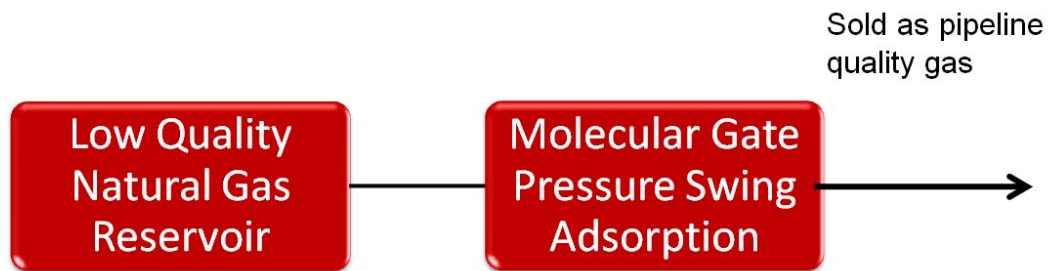 Sold as pipeline
quality gas
Low Quality
Natural Gas
Reservoir
Molecular Gate
Pressure Swing
Adsorption